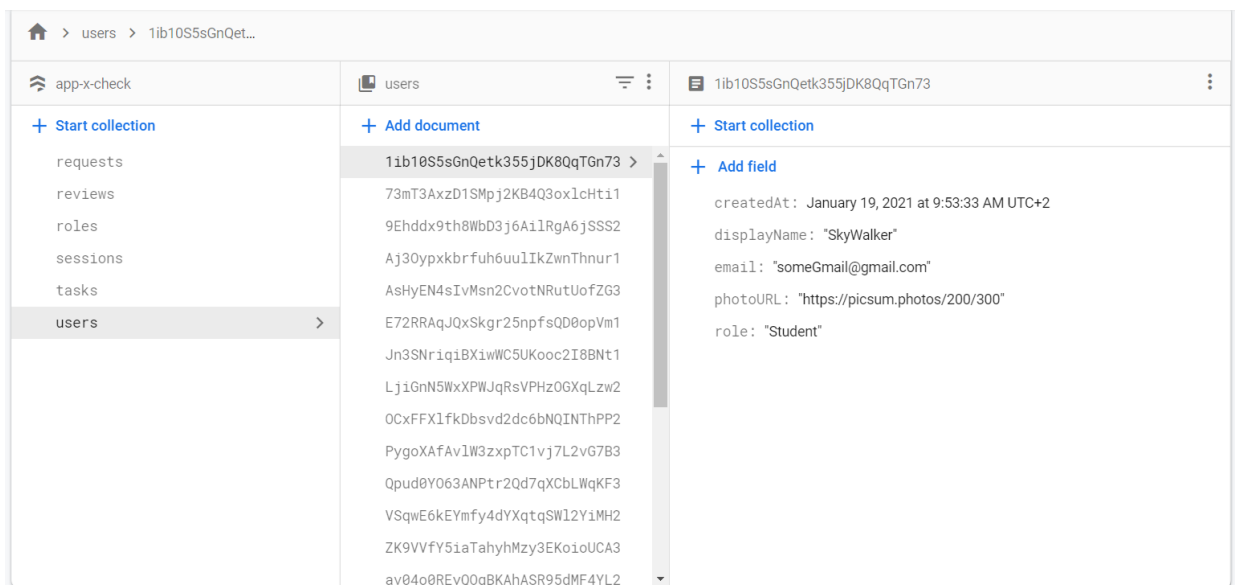 users > 1ib10S5sGnQet...
app-x-check
Start collection
requests
reviews
roles
sessions
tasks
users
users
Add document
1ib10S5sGnQetk355jDK8QqTGn73
73mT3AxzD1SMpj2KB4Q3oxlcHti1
9Ehddx9th8WbD3j6AilRgA6jSSS2
Aj3Oypxkbrfuh6uulIkZwnThnur1
AsHyEN4sIvMsn2CvotNRutUofZG3
E72RRAqJQxSkgr25npfsQD0opVm1
Jn3SNriqiBXiwWC5UKooc2I8BNt1
LjiGnN5WxXPWJqRsVPHzOGXqLzw2
OCxFFXlfkDbsvd2dc6bNQINThPP2
PygoXAfAvlW3zxpTC1vj7L2vG7B3
Qpud0YO63ANPtr2Qd7qXCbLWqKF3
VSqwE6kEYmfy4dYXqtqSWl2YiMH2
ZK9VVfY5iaTahyhMzy3EKoioUCA3
1ib10S5sGnQetk355jDK8QqTGn73
Start collection
Add field
createdAt: January 19, 2021 at 9:53:33 AM UTC+2
displayName: "SkyWalker"
email: "someGmail@gmail.com"
photoURL: "https://picsum.photos/200/300"
role: "Student"